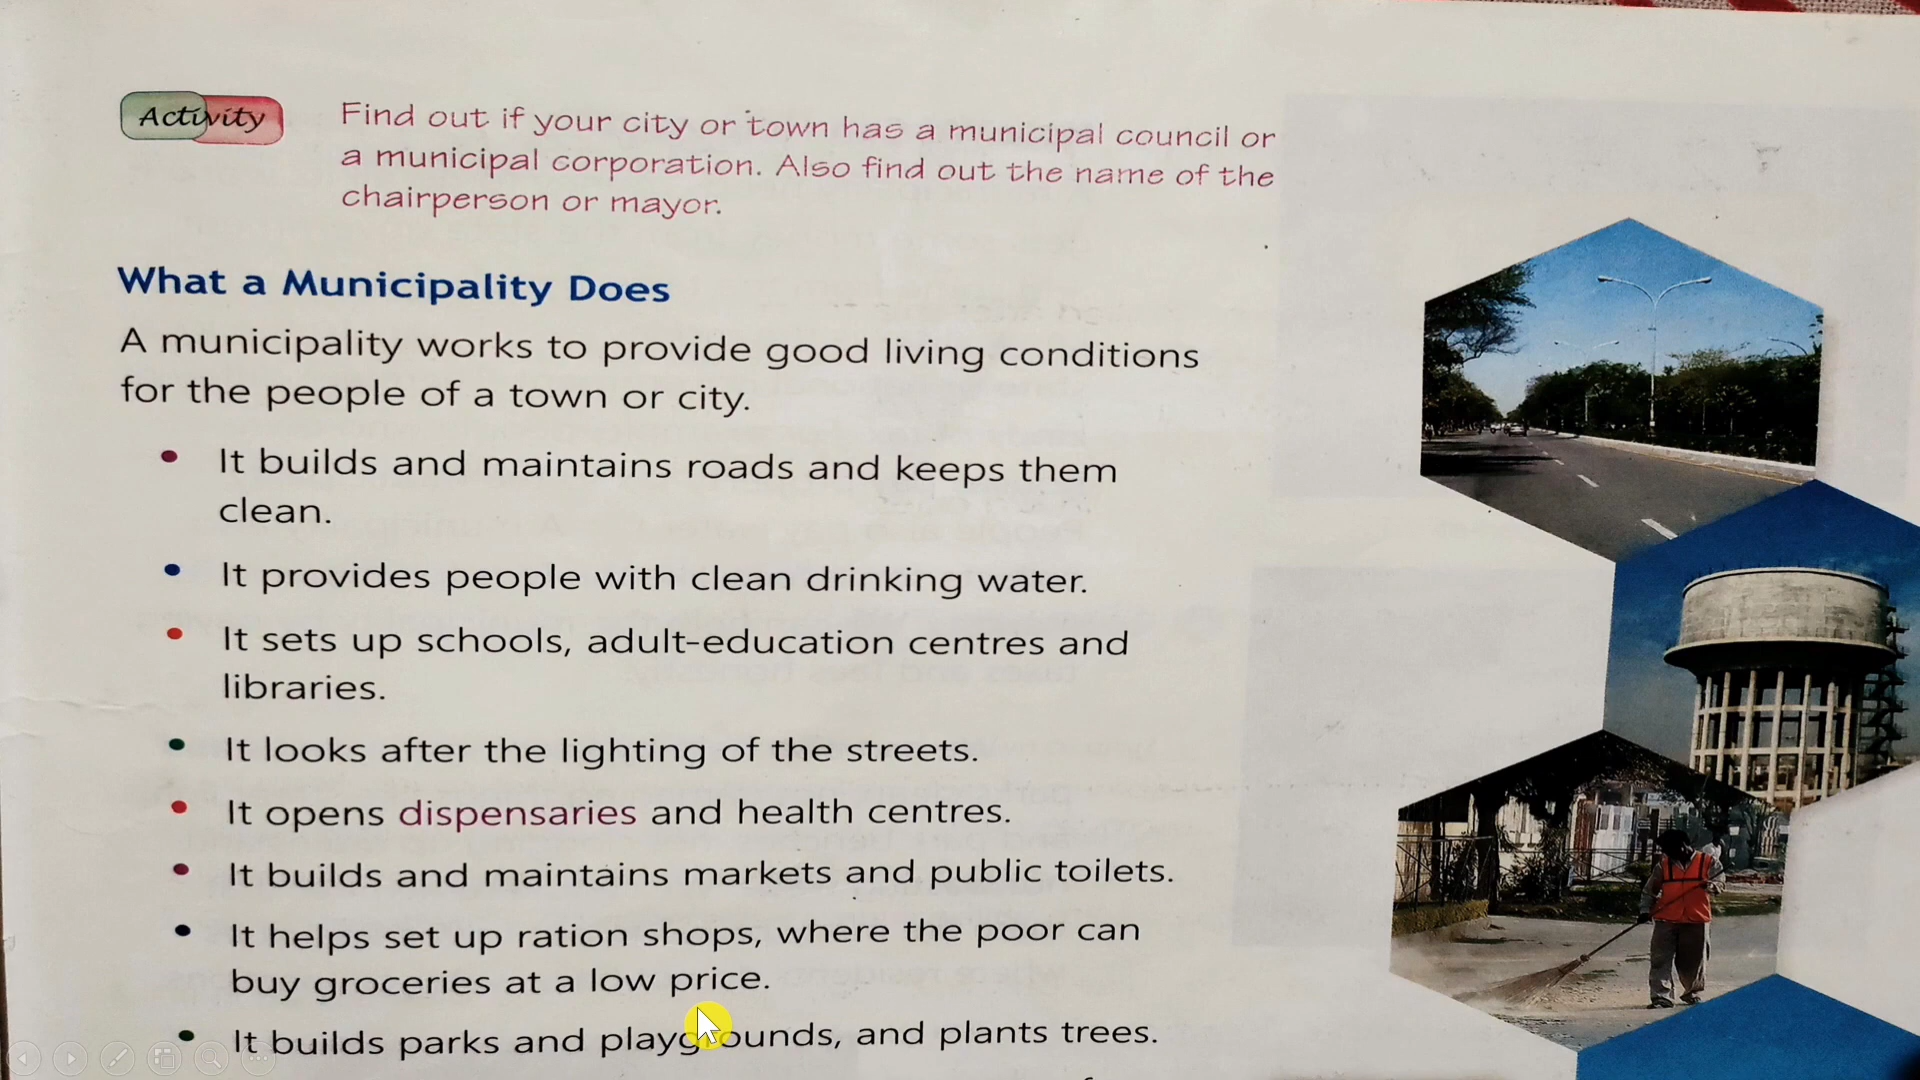 Activity
Find out if your city or town has a municipal council or
a municipal corporation. Also find out the name of the
chairperson or mayor.
What a Municipality Does
A municipality works to provide good living conditions
for the people of a town or city.
• It builds and maintains roads and keeps them
clean.
• It provides people with clean drinking water.
• It sets up schools, adult-education centres and
libraries.
• It looks after the lighting of the streets.
• It opens dispensaries and health centres.
• It builds and maintains markets and public toilets.
• It helps set up ration shops, where the poor can
buy groceries at a low price.
• It builds parks and playgrounds, and plants trees.